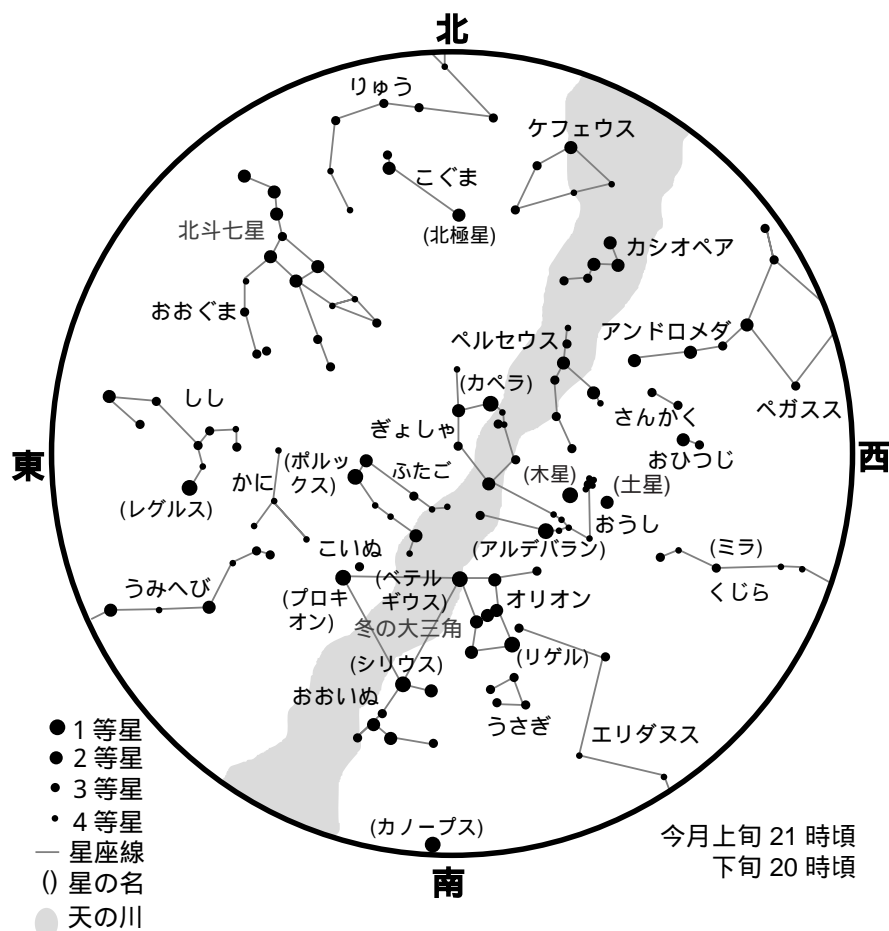 北
りゅう
ケフェウス
こぐま
(北極星)
北斗七星
カシオペア
おおぐま
ペルセウス
アンドロメダ
(カペラ)
しし
さんかく
ペガスス
ぎょしゃ
おひつじ
東
西
(ポルッ
クス)
ふたご
(木星)
(土星)
かに
(レグルス)
おうし
(アルデバラン)
こいぬ
(ミラ)
うみへび
(プロキ
オン)
(ベテル
ギウス)
オリオン
くじら
冬の大三角
(シリウス)
(リゲル)
おおいぬ
うさぎ
エリダヌス
(カノープス)
南
1 等星
2 等星
3 等星
4 等星
星座線
() 星の名
天の川
今月上旬 21 時頃
下旬 20 時頃